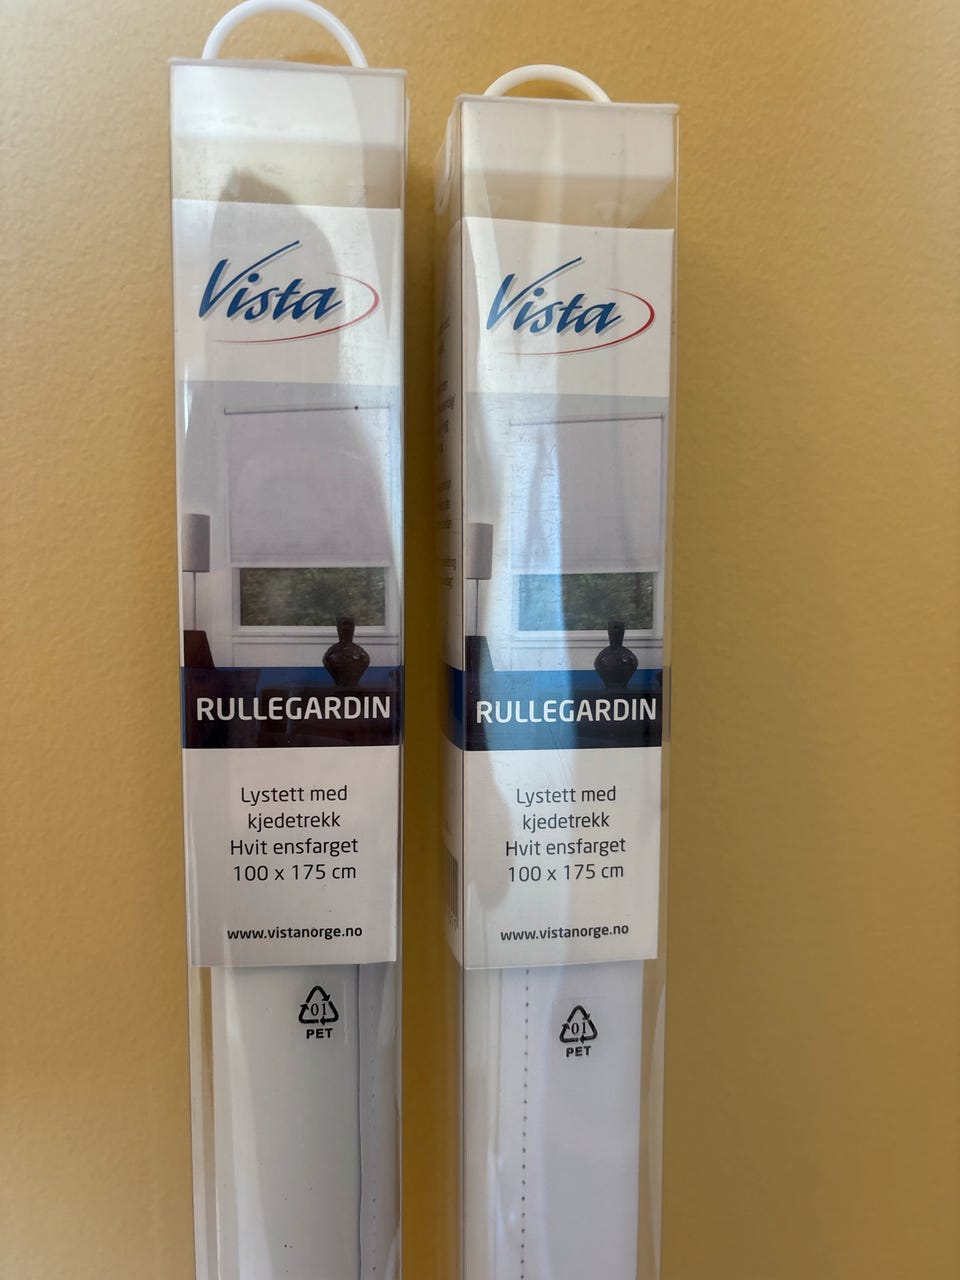 Vista
RULLEGARDIN
Lystett med
kjedetrekk
Hvit ensfarget
100 x 175 cm
www.vistanorge.no
01
PET
Vista
RULLEGARDIN
Lystett med
kjedetrekk
Hvit ensfarget
100 x 175 cm
www.vistanorge.no
01
PET